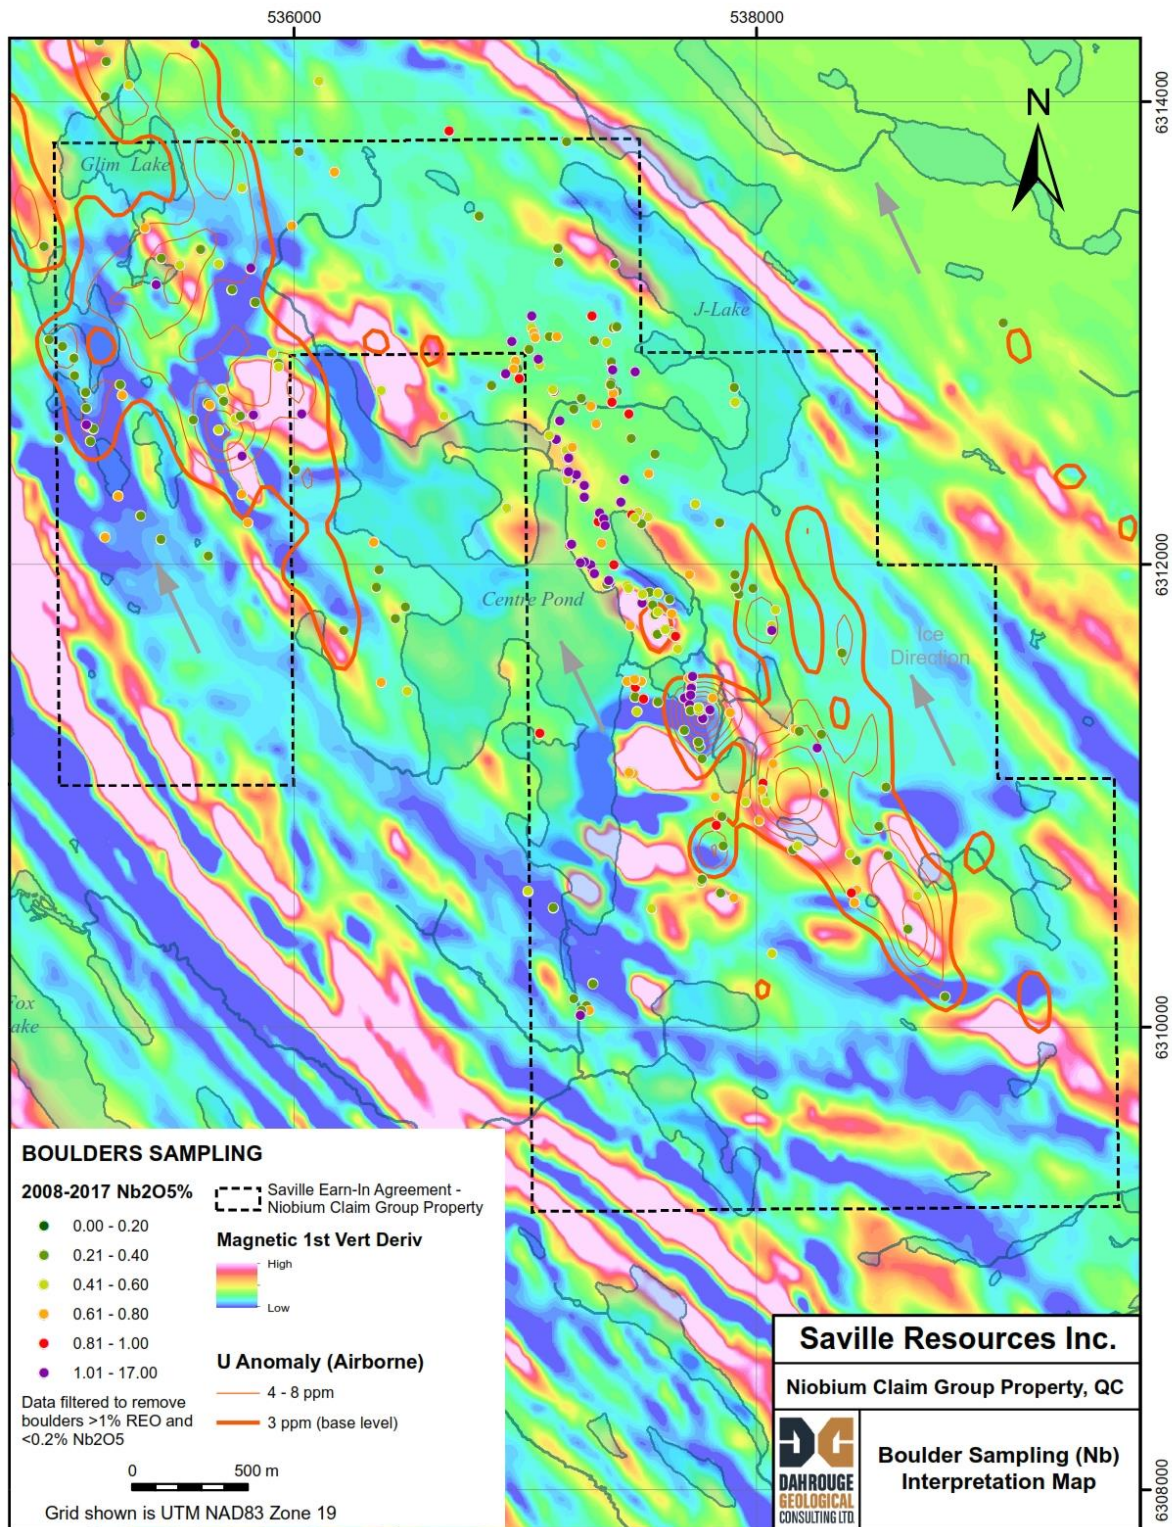 536000
538000
6314000
N
Glim Lake
J-Lake
6312000
Centre Pond
Ice
Direction
6310000
Fox
ake
BOULDERS SAMPLING
2008-2017 Nb2O5%
0.00 - 0.20
0.21 - 0.40
0.41 - 0.60
0.61 - 0.80
0.81 - 1.00
1.01 - 17.00
Data filtered to remove
boulders >1% REO and
<0.2% Nb2O5
Saville Earn-In Agreement -
Niobium Claim Group Property
Magnetic 1st Vert Deriv
High
Low
U Anomaly (Airborne)
4 - 8 ppm
3 ppm (base level)
0 500 m
Grid shown is UTM NAD83 Zone 19
Saville Resources Inc.
Niobium Claim Group Property, QC
DAHROUGE
GEOLOGICAL
CONSULTING LTD.
Boulder Sampling (Nb)
Interpretation Map
6308000